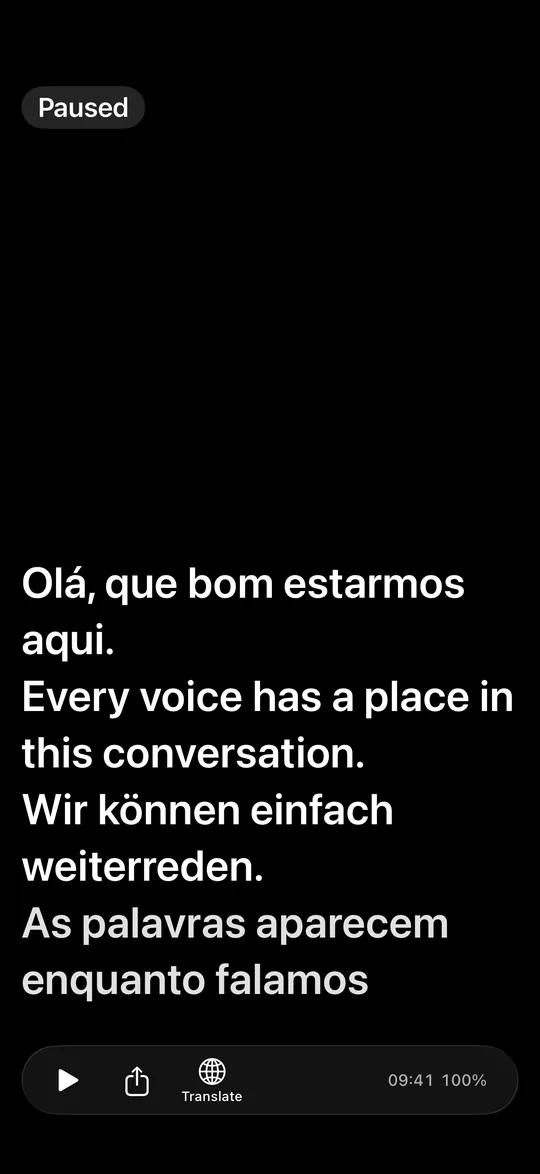 Paused
Olá, que bom estarmos
aqui.
Every voice has a place in
this conversation.
Wir können einfach
weiterreden.
As palavras aparecem
enquanto falamos
Translate
09:41 100%